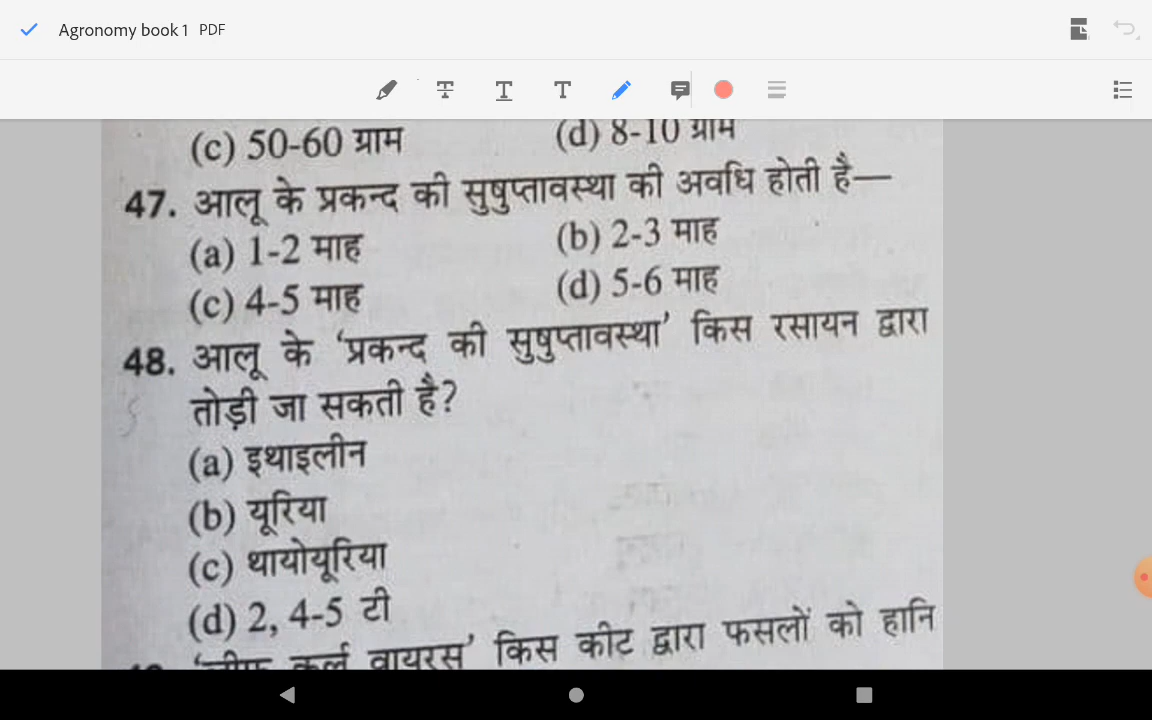 Agronomy book 1 PDF
(c) 50-60 ग्राम (d) 8-10 ग्राम
47. आलू के प्रकन्द की सुषुप्तावस्था की अवधि होती है—
(a) 1-2 माह (b) 2-3 माह
(c) 4-5 माह (d) 5-6 माह
48. आलू के ‘प्रकन्द की सुषुप्तावस्था’ किस रसायन द्वारा
तोड़ी जा सकती है?
(a) इथाइलीन
(b) यूरिया
(c) थायोयूरिया
(d) 2, 4-5 टी
‘लीफ कर्ल वायरस’ किस कीट द्वारा फसलों को हानि